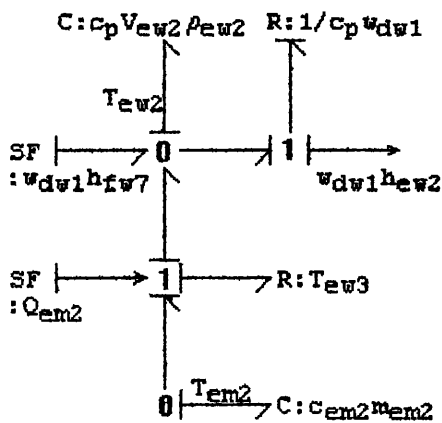 C:cpVew2ρew2 R:1/cpwdw1
Tew2
SF 0 1
:wdw1hfw7 wdw1hew2
SF 1 R:Tew3
:Qem2
0 Tem2 C:cem2mem2